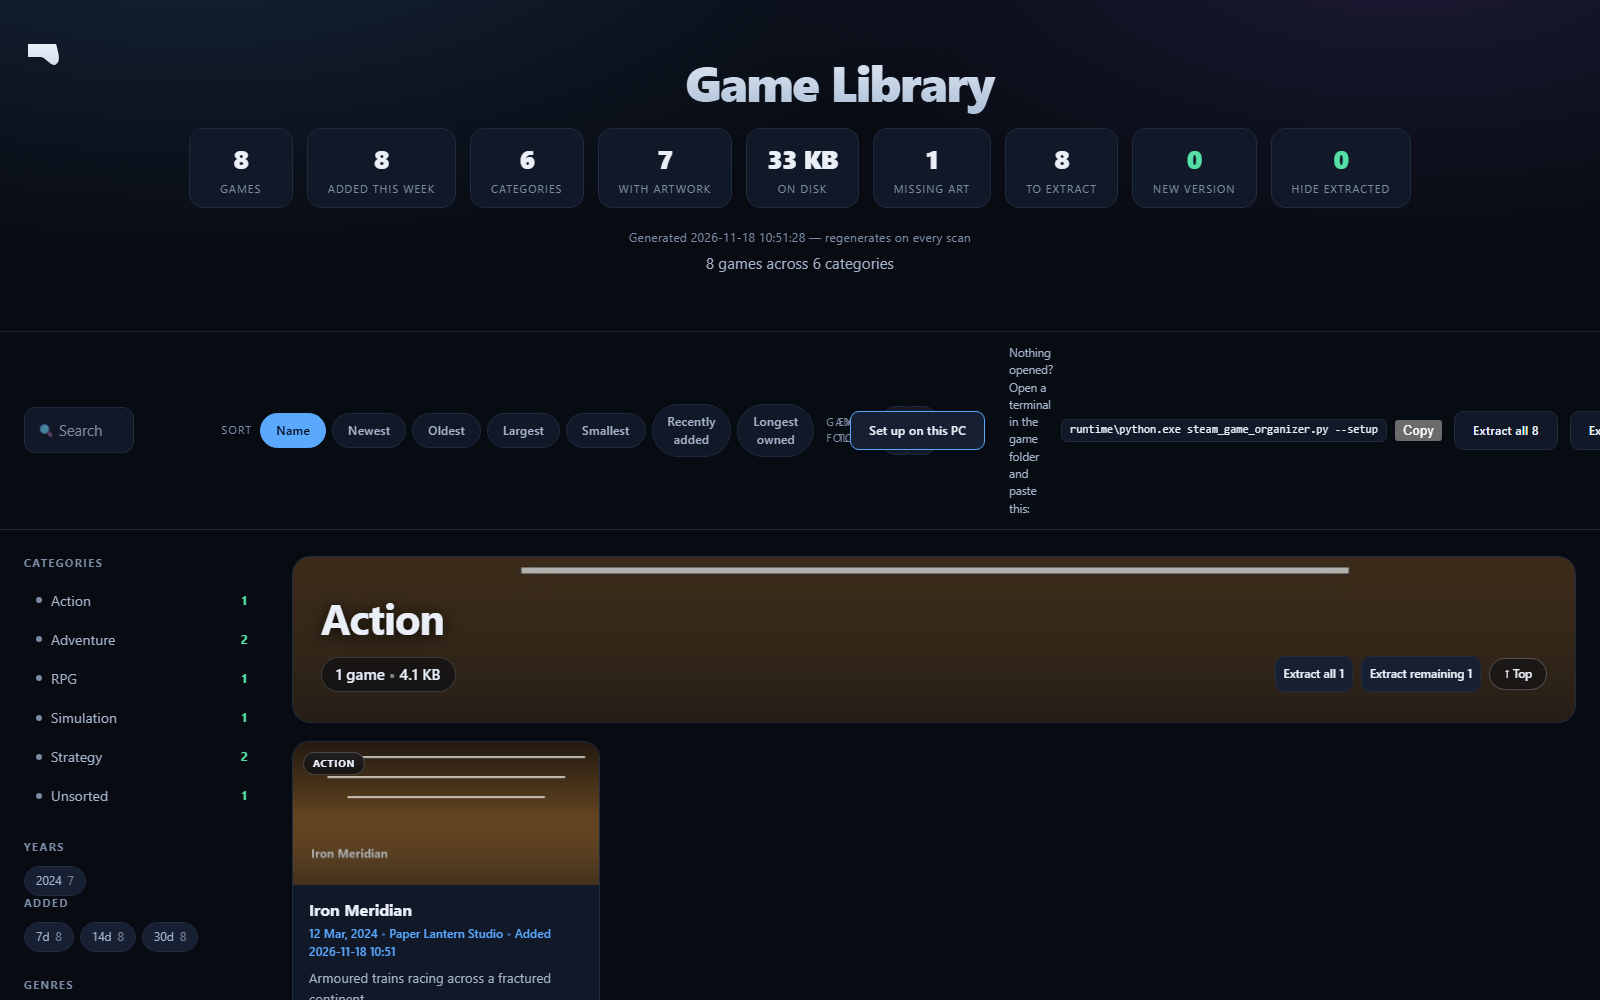 Game Library
8
GAMES
8
ADDED THIS WEEK
6
CATEGORIES
7
WITH ARTWORK
33 KB
ON DISK
1
MISSING ART
8
TO EXTRACT
0
NEW VERSION
0
HIDE EXTRACTED
Generated 2026-11-18 10:51:28 — regenerates on every scan
8 games across 6 categories
Search
SORT
Name
Newest
Oldest
Largest
Smallest
Recently
added
Longest
owned
Set up on this PC
Nothing
opened?
Open a
terminal
in the
game
folder
and
paste
this:
runtime\python.exe steam_game_organizer.py --setup
Copy
Extract all 8
Ex
CATEGORIES
Action 1
Adventure 2
RPG 1
Simulation 1
Strategy 2
Unsorted 1
YEARS
2024 7
ADDED
7d 8
14d 8
30d 8
GENRES
Action
1 game • 4.1 KB
Extract all 1
Extract remaining 1
↑ Top
ACTION
Iron Meridian
Iron Meridian
12 Mar, 2024 • Paper Lantern Studio • Added
2026-11-18 10:51
Armoured trains racing across a fractured
continent